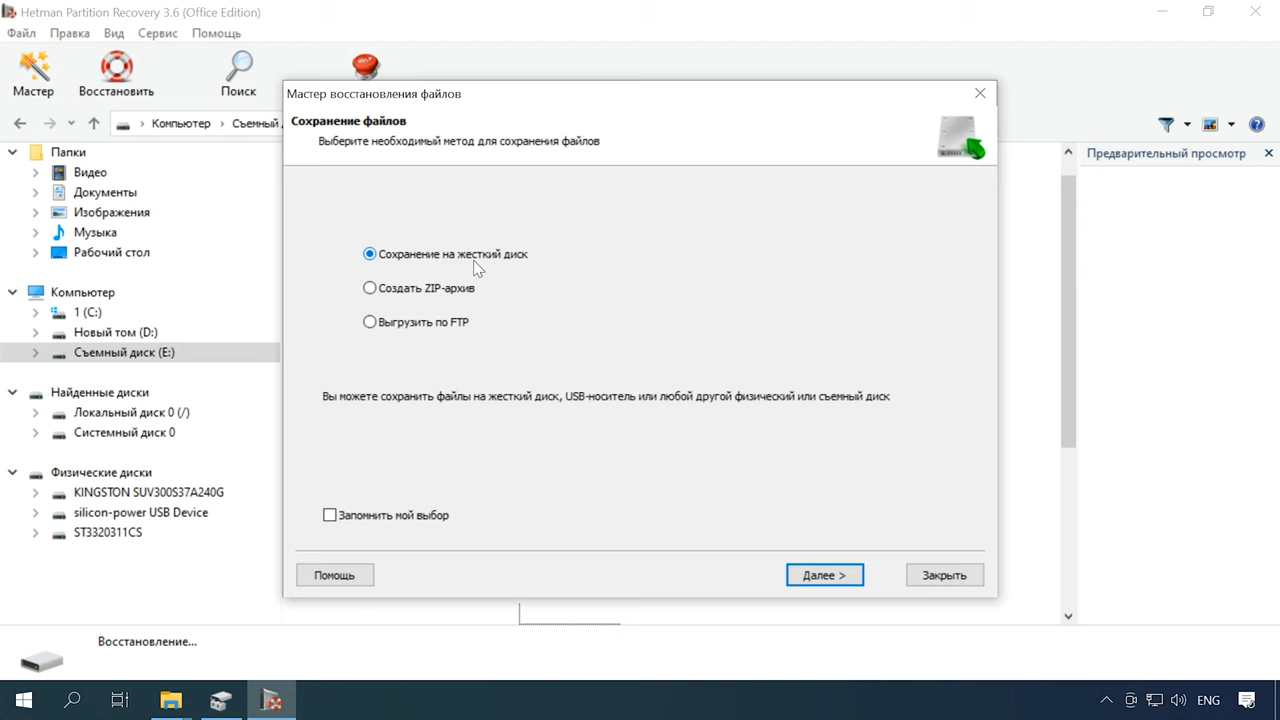 Hetman Partition Recovery 3.6 (Office Edition)
Файл Правка Вид Сервис Помощь
HELP
Мастер Восстановить Поиск
Компьютер Съемный
Папки
Видео
Документы
Изображения
Музыка
Рабочий стол
Компьютер
1 (C:)
Новый том (D:)
Съемный диск (E:)
Найденные диски
Локальный диск 0 (/)
Системный диск 0
Физические диски
KINGSTON SUV300S37A240G
silicon-power USB Device
ST3320311CS
Мастер восстановления файлов
Сохранение файлов
Выберите необходимый метод для сохранения файлов
Сохранение на жесткий диск
Создать ZIP-архив
Выгрузить по FTP
Вы можете сохранить файлы на жесткий диск, USB-носитель или любой другой физический или съемный диск
Запомнить мой выбор
Помощь Далее > Закрыть
Предварительный просмотр
Восстановление...
ENG